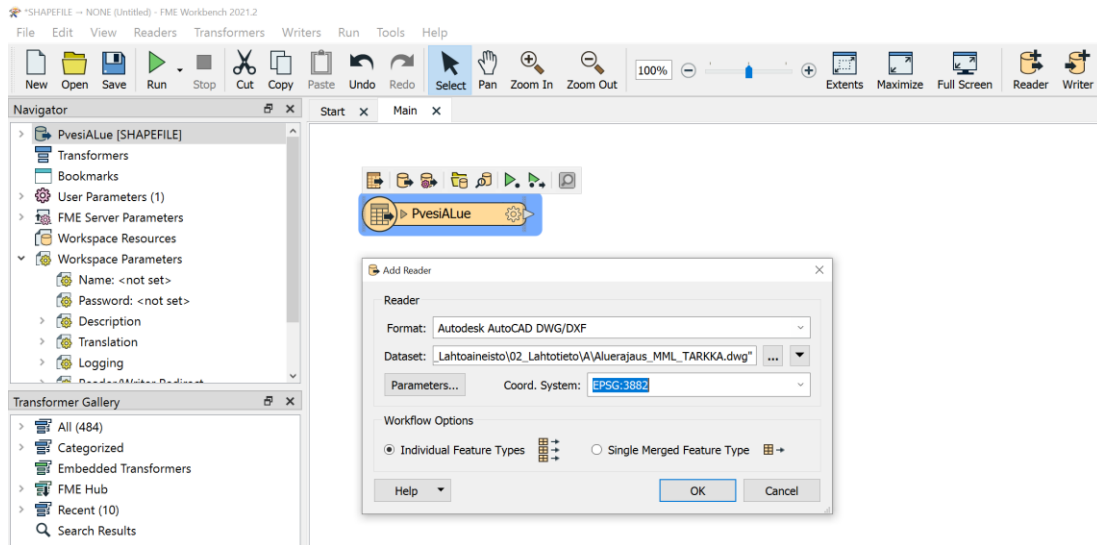 *SHAPEFILE → NONE (Untitled) - FME Workbench 2021.2
File Edit View Readers Transformers Writers Run Tools Help
100%
New Open Save Run Stop Cut Copy Paste Undo Redo Select Pan Zoom In Zoom Out Extents Maximize Full Screen Reader Writer
Navigator
Start Main
PvesiALue [SHAPEFILE]
Transformers
Bookmarks
User Parameters (1)
FME Server Parameters
Workspace Resources
Workspace Parameters
Name: <not set>
Password: <not set>
Description
Translation
Logging
Reader/Writer Redirect
PvesiALue
Add Reader
Reader
Format: Autodesk AutoCAD DWG/DXF
Dataset: _Lahtoaineisto\02_Lahtotieto\A\Aluerajaus_MML_TARKKA.dwg" ...
Parameters... Coord. System: EPSG:3882
Workflow Options
Individual Feature Types Single Merged Feature Type
Help OK Cancel
Transformer Gallery
All (484)
Categorized
Embedded Transformers
FME Hub
Recent (10)
Search Results